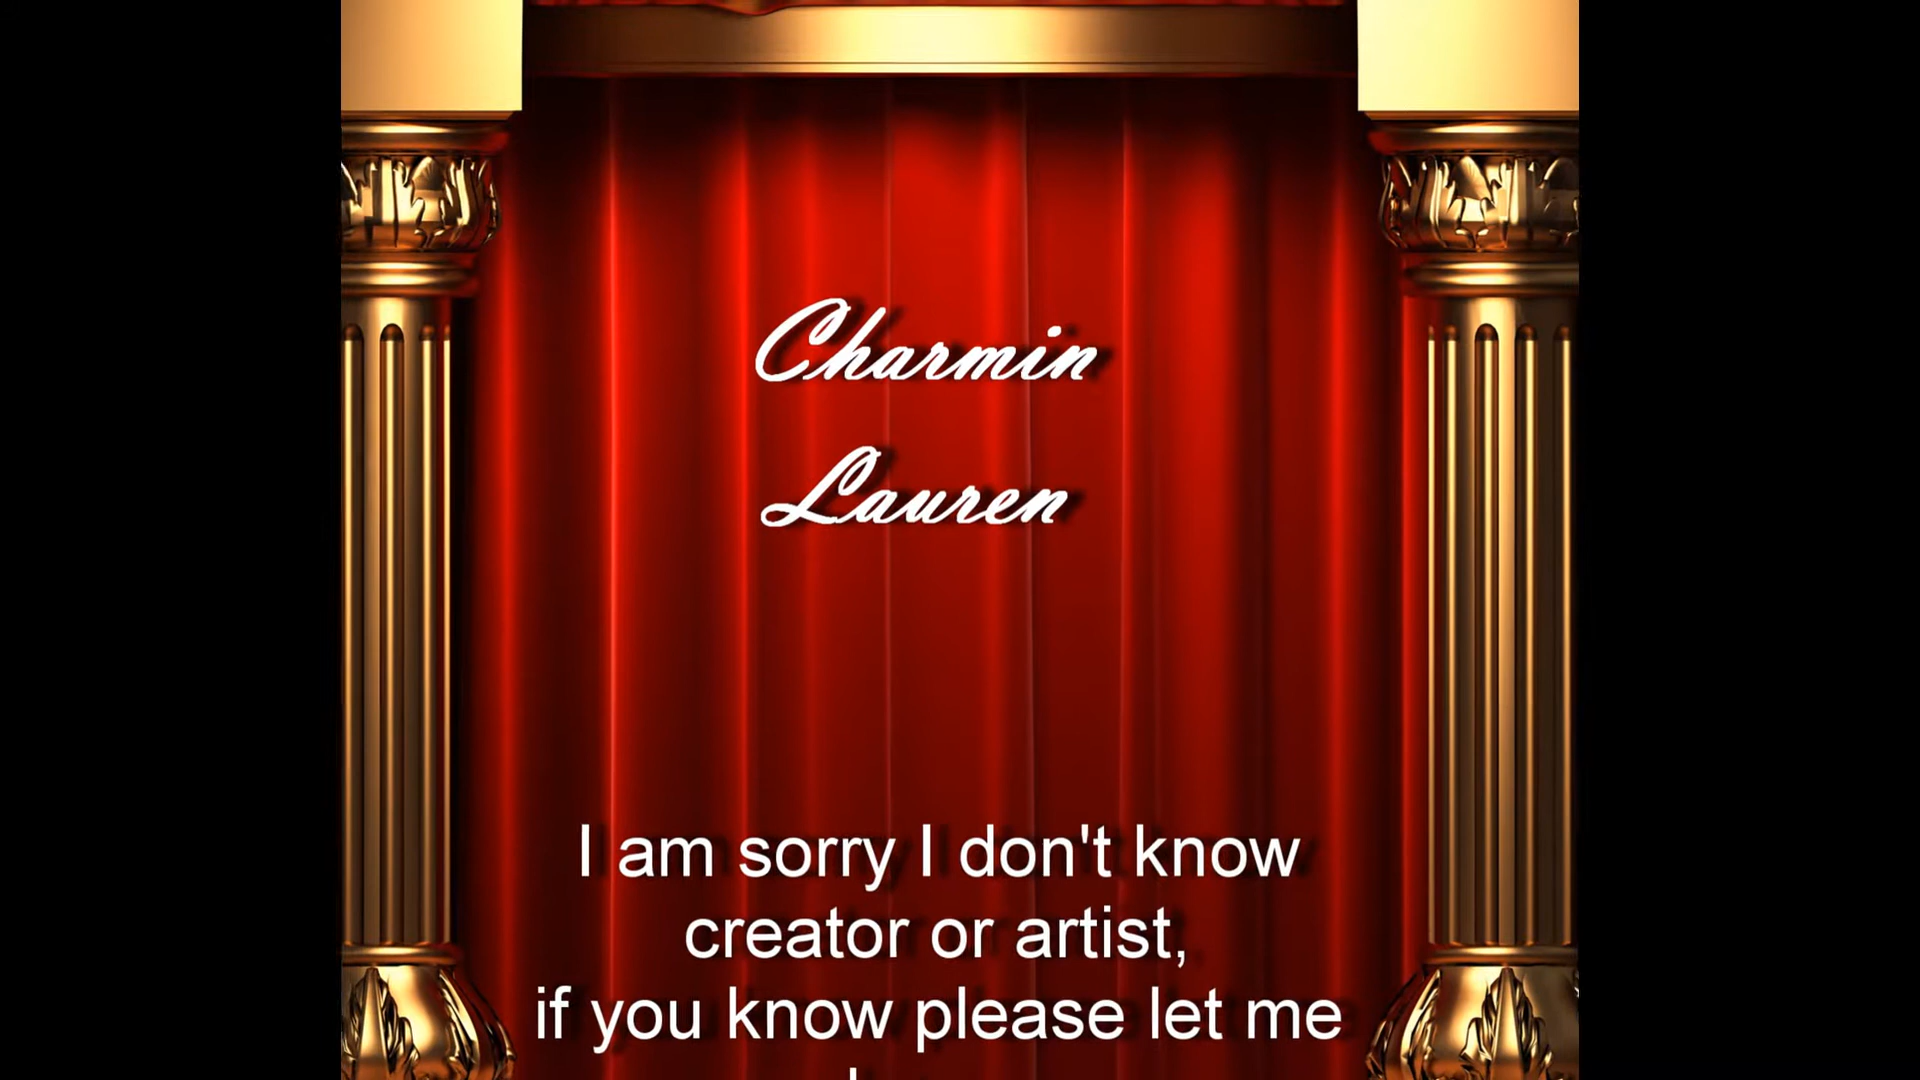 Charmin
Lauren
I am sorry I don't know
creator or artist,
if you know please let me